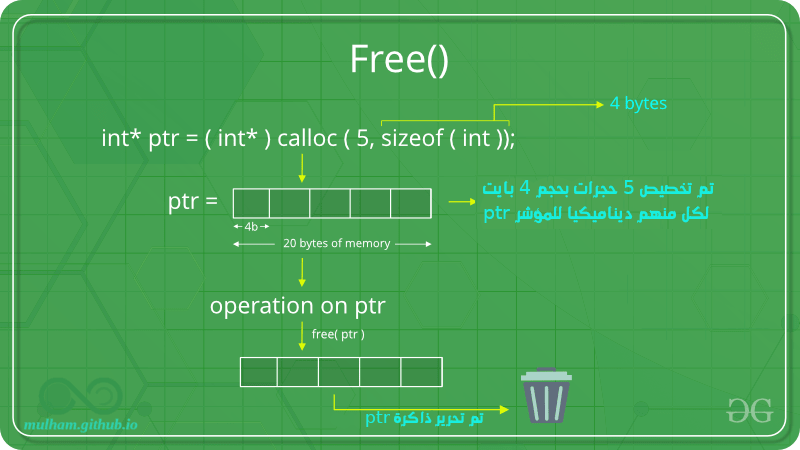 Free()
4 bytes
int* ptr = ( int* ) calloc ( 5, sizeof ( int ));
ptr =
تم تخصيص 5 حجرات بحجم 4 بايت
لكل منهم ديناميكيا للمؤشر ptr
4b
20 bytes of memory
operation on ptr
free( ptr )
تم تحرير ذاكرة ptr
mulham.github.io
GG